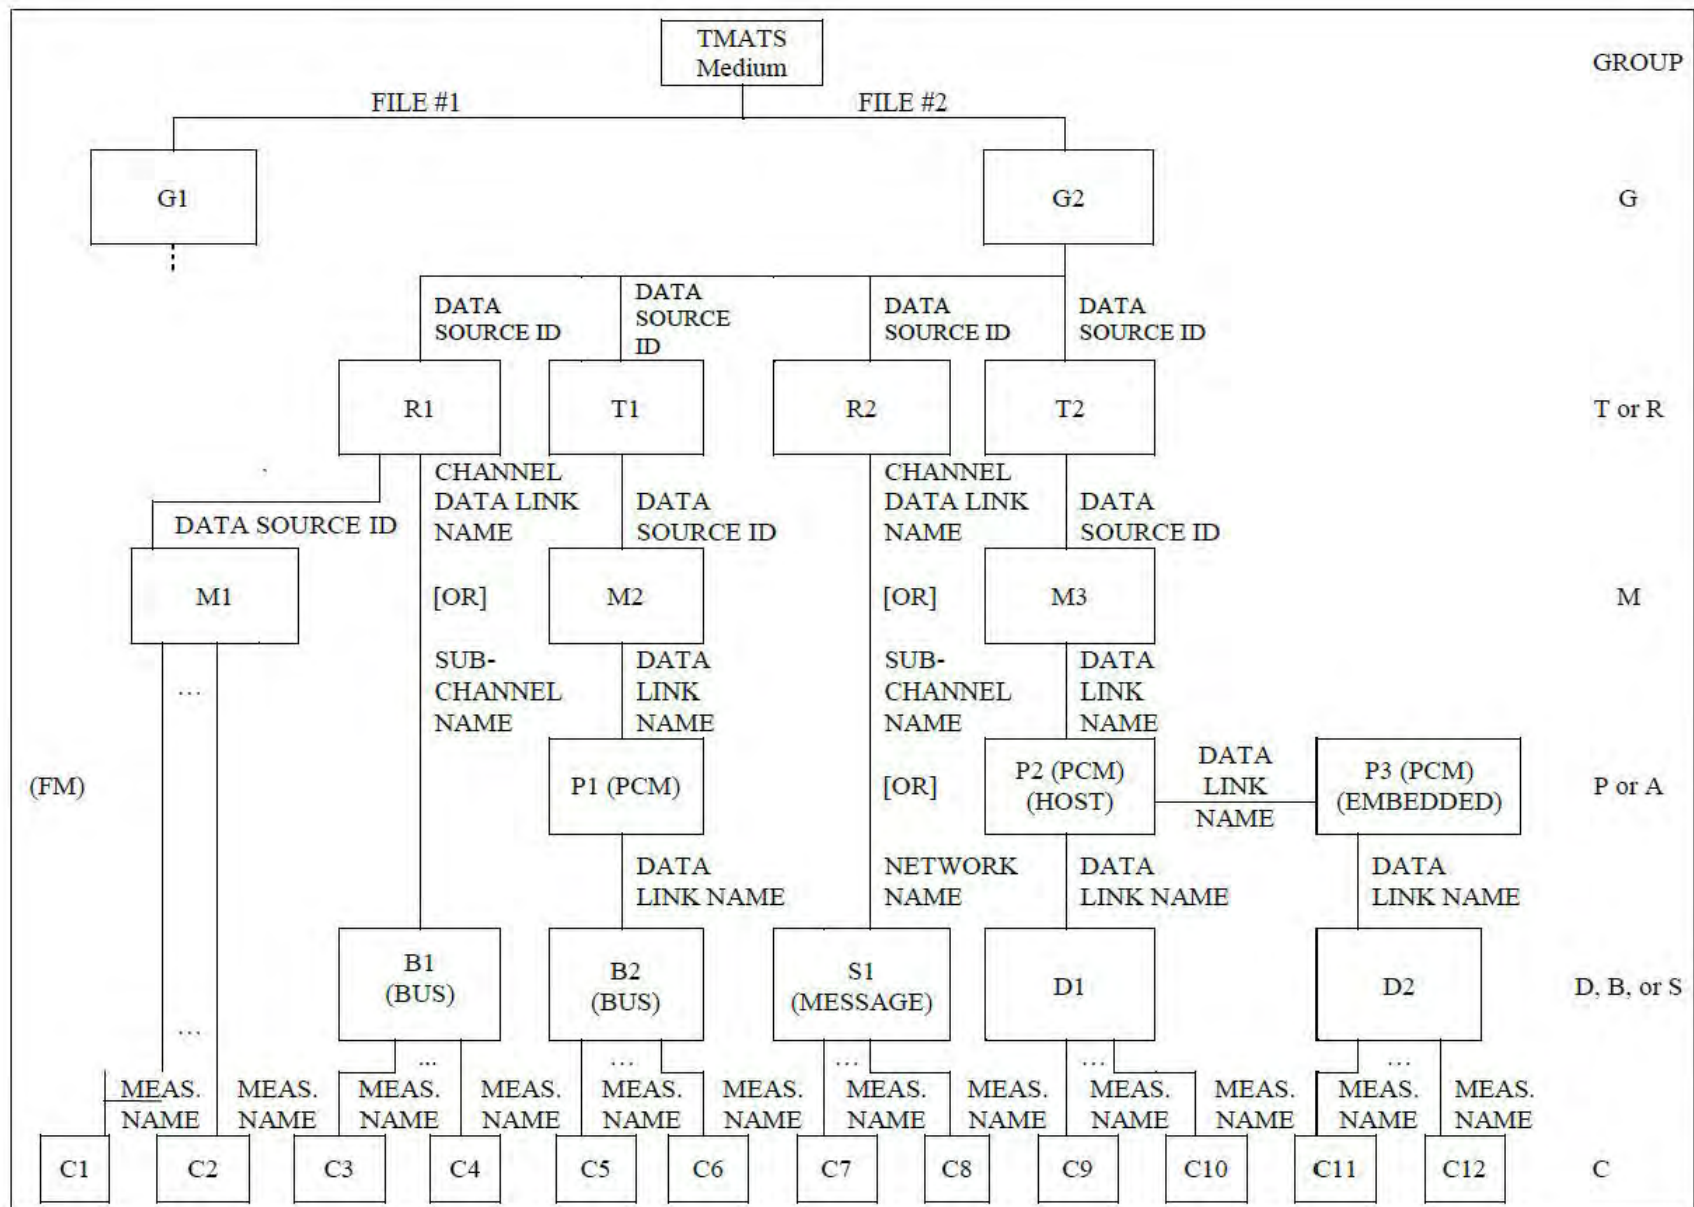 TMATS
Medium
GROUP
FILE #1
FILE #2
G1
G2
G
DATA
SOURCE ID
DATA
SOURCE
ID
DATA
SOURCE ID
DATA
SOURCE ID
R1
T1
R2
T2
T or R
CHANNEL
DATA LINK
NAME
DATA SOURCE ID
DATA
SOURCE ID
CHANNEL
DATA LINK
NAME
DATA
SOURCE ID
M1
[OR]
M2
[OR]
M3
M
...
SUB-
CHANNEL
NAME
DATA
LINK
NAME
SUB-
CHANNEL
NAME
DATA
LINK
NAME
(FM)
P1 (PCM)
[OR]
P2 (PCM)
(HOST)
DATA
LINK
NAME
P3 (PCM)
(EMBEDDED)
P or A
DATA
LINK NAME
NETWORK
NAME
DATA
LINK NAME
DATA
LINK NAME
B1
(BUS)
B2
(BUS)
S1
(MESSAGE)
D1
D2
D, B, or S
...
...
...
...
...
...
MEAS.
NAME
MEAS.
NAME
MEAS.
NAME
MEAS.
NAME
MEAS.
NAME
MEAS.
NAME
MEAS.
NAME
MEAS.
NAME
MEAS.
NAME
MEAS.
NAME
MEAS.
NAME
MEAS.
NAME
C1
C2
C3
C4
C5
C6
C7
C8
C9
C10
C11
C12
C